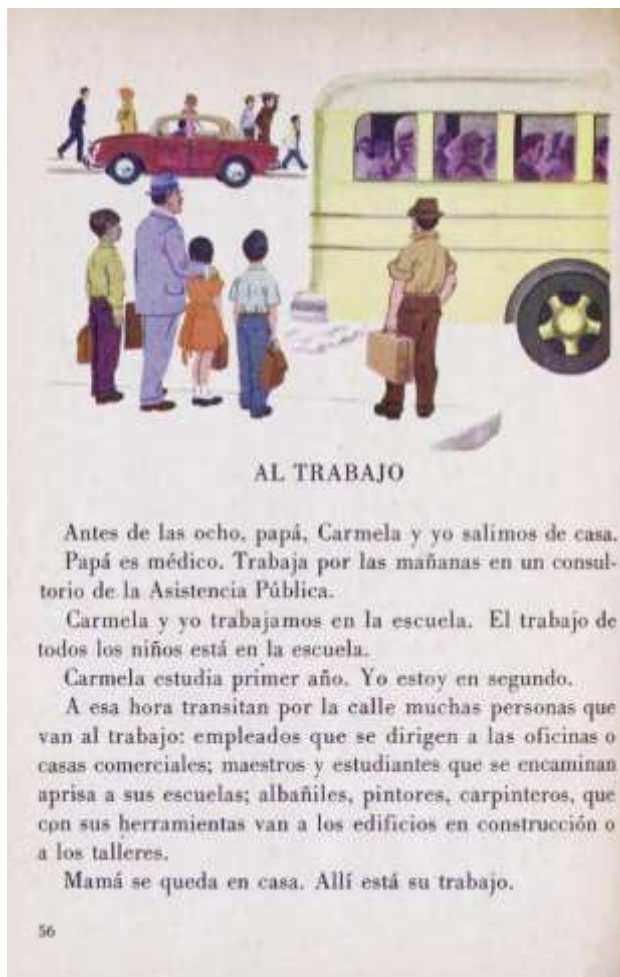 AL TRABAJO
Antes de las ocho, papá, Carmela y yo salimos de casa.
Papá es médico. Trabaja por las mañanas en un consul-
torio de la Asistencia Pública.
Carmela y yo trabajamos en la escuela. El trabajo de
todos los niños está en la escuela.
Carmela estudia primer año. Yo estoy en segundo.
A esa hora transitan por la calle muchas personas que
van al trabajo: empleados que se dirigen a las oficinas o
casas comerciales; maestros y estudiantes que se encaminan
aprisa a sus escuelas; albañiles, pintores, carpinteros, que
con sus herramientas van a los edificios en construcción o
a los talleres.
Mamá se queda en casa. Allí está su trabajo.
56